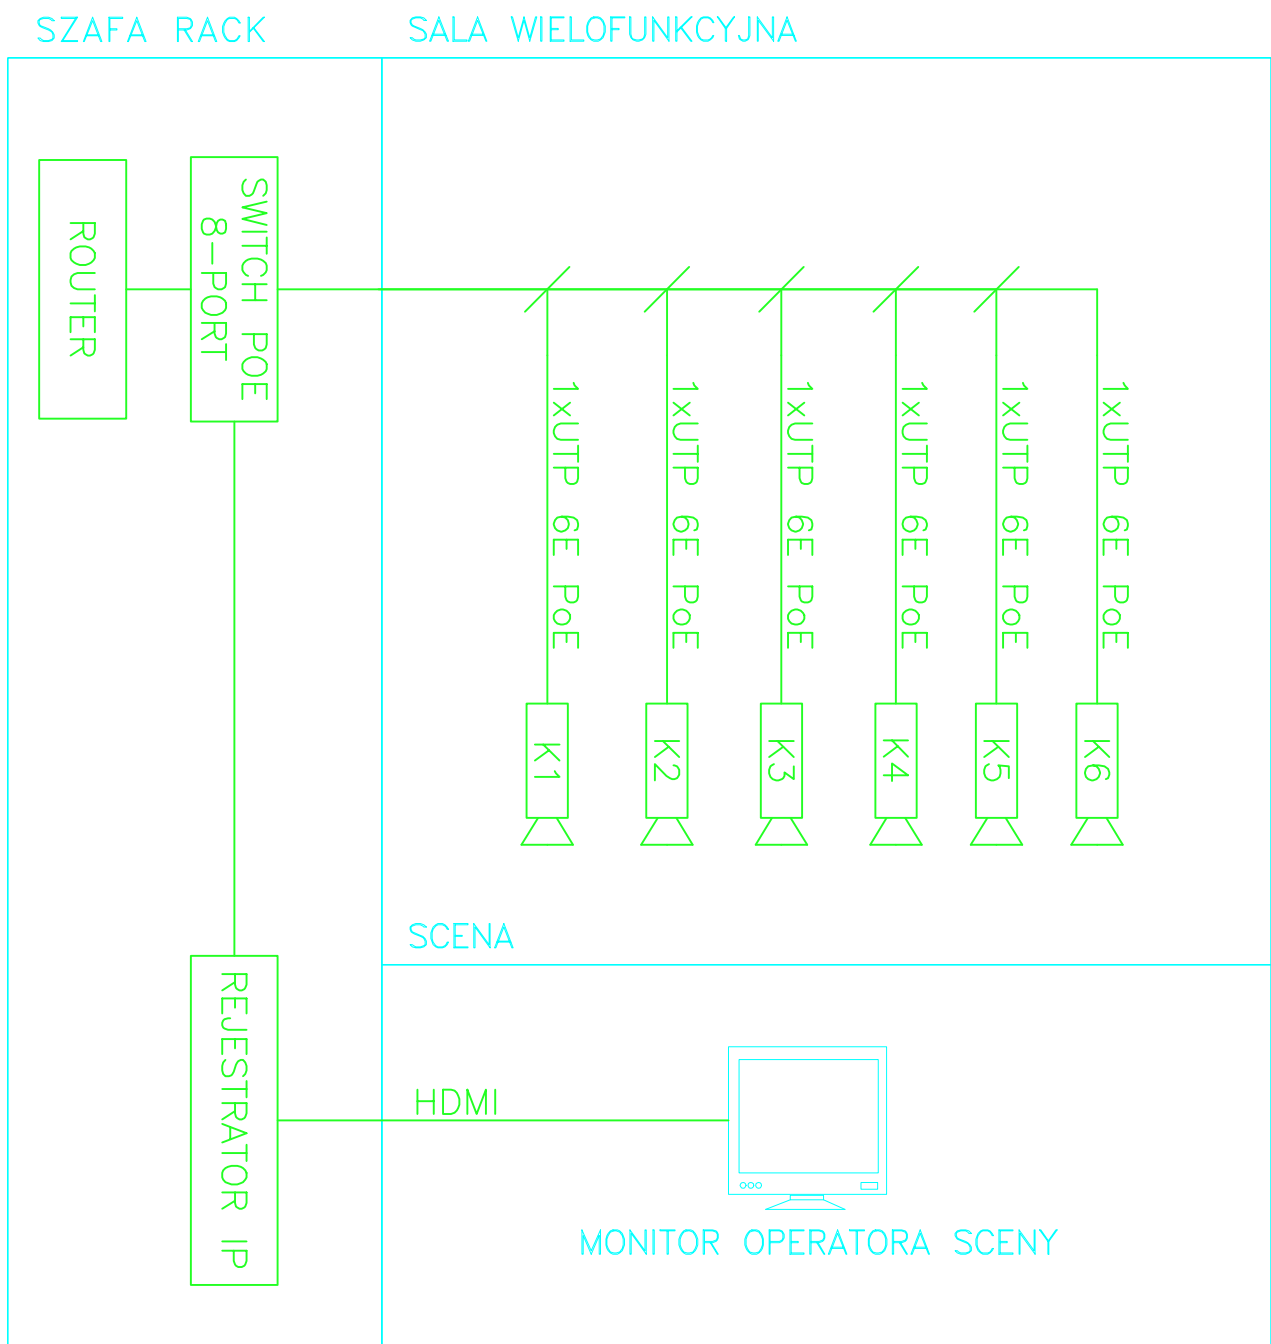 SZAFA RACK
SALA WIELOFUNKCYJNA
ROUTER
SWITCH POE
8-PORT
1xUTP 6E PoE
1xUTP 6E PoE
1xUTP 6E PoE
1xUTP 6E PoE
1xUTP 6E PoE
1xUTP 6E PoE
K1
K2
K3
K4
K5
K6
SCENA
REJESTRATOR IP
HDMI
MONITOR OPERATORA SCENY